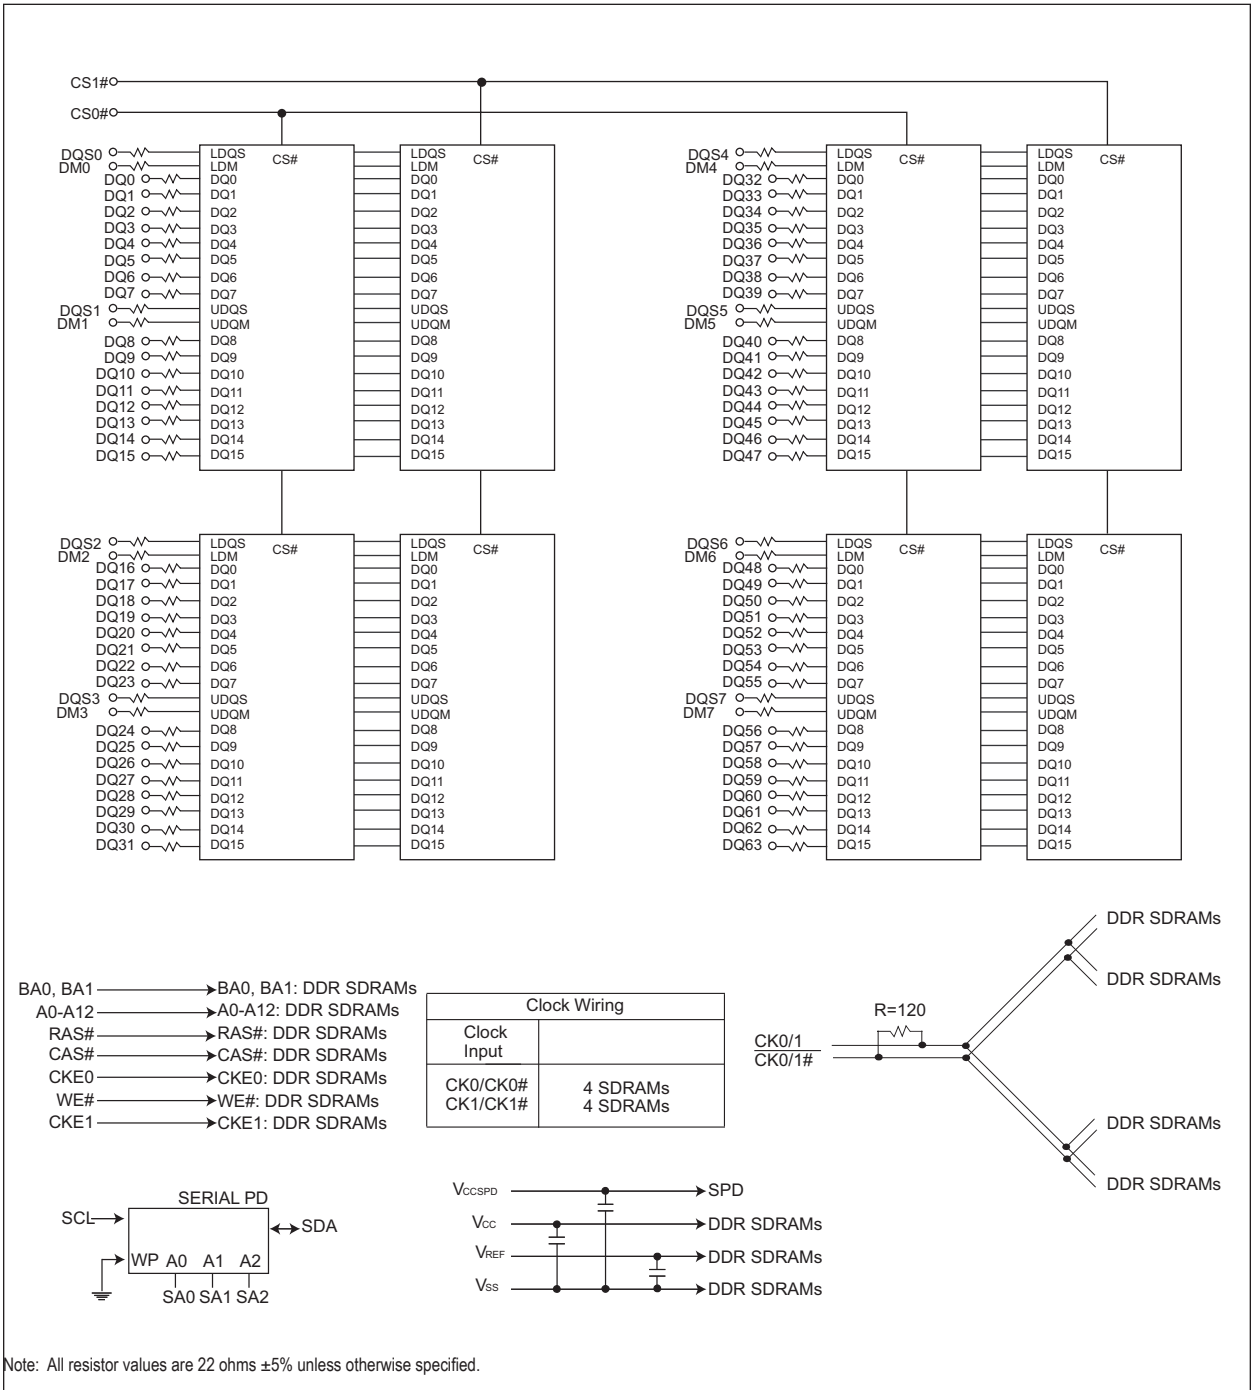 CS1#
CS0#
DQS0 LDQS CS# LDQS CS#
DM0 LDM LDM
DQ0 DQ0 DQ0
DQ1 DQ1 DQ1
DQ2 DQ2 DQ2
DQ3 DQ3 DQ3
DQ4 DQ4 DQ4
DQ5 DQ5 DQ5
DQ6 DQ6 DQ6
DQ7 DQ7 DQ7
DQS1 UDQS UDQS
DM1 UDQM UDQM
DQ8 DQ8 DQ8
DQ9 DQ9 DQ9
DQ10 DQ10 DQ10
DQ11 DQ11 DQ11
DQ12 DQ12 DQ12
DQ13 DQ13 DQ13
DQ14 DQ14 DQ14
DQ15 DQ15 DQ15
DQS4 LDQS CS# LDQS CS#
DM4 LDM LDM
DQ32 DQ0 DQ0
DQ33 DQ1 DQ1
DQ34 DQ2 DQ2
DQ35 DQ3 DQ3
DQ36 DQ4 DQ4
DQ37 DQ5 DQ5
DQ38 DQ6 DQ6
DQ39 DQ7 DQ7
DQS5 UDQS UDQS
DM5 UDQM UDQM
DQ40 DQ8 DQ8
DQ41 DQ9 DQ9
DQ42 DQ10 DQ10
DQ43 DQ11 DQ11
DQ44 DQ12 DQ12
DQ45 DQ13 DQ13
DQ46 DQ14 DQ14
DQ47 DQ15 DQ15
DQS2 LDQS CS# LDQS CS#
DM2 LDM LDM
DQ16 DQ0 DQ0
DQ17 DQ1 DQ1
DQ18 DQ2 DQ2
DQ19 DQ3 DQ3
DQ20 DQ4 DQ4
DQ21 DQ5 DQ5
DQ22 DQ6 DQ6
DQ23 DQ7 DQ7
DQS3 UDQS UDQS
DM3 UDQM UDQM
DQ24 DQ8 DQ8
DQ25 DQ9 DQ9
DQ26 DQ10 DQ10
DQ27 DQ11 DQ11
DQ28 DQ12 DQ12
DQ29 DQ13 DQ13
DQ30 DQ14 DQ14
DQ31 DQ15 DQ15
DQS6 LDQS CS# LDQS CS#
DM6 LDM LDM
DQ48 DQ0 DQ0
DQ49 DQ1 DQ1
DQ50 DQ2 DQ2
DQ51 DQ3 DQ3
DQ52 DQ4 DQ4
DQ53 DQ5 DQ5
DQ54 DQ6 DQ6
DQ55 DQ7 DQ7
DQS7 UDQS UDQS
DM7 UDQM UDQM
DQ56 DQ8 DQ8
DQ57 DQ9 DQ9
DQ58 DQ10 DQ10
DQ59 DQ11 DQ11
DQ60 DQ12 DQ12
DQ61 DQ13 DQ13
DQ62 DQ14 DQ14
DQ63 DQ15 DQ15
BA0, BA1 BA0, BA1: DDR SDRAMs
A0-A12 A0-A12: DDR SDRAMs
RAS# RAS#: DDR SDRAMs
CAS# CAS#: DDR SDRAMs
CKE0 CKE0: DDR SDRAMs
WE# WE#: DDR SDRAMs
CKE1 CKE1: DDR SDRAMs
Clock Wiring
Clock
Input
CK0/CK0# 4 SDRAMs
CK1/CK1# 4 SDRAMs
DDR SDRAMs
DDR SDRAMs
R=120
CK0/1
CK0/1#
DDR SDRAMs
DDR SDRAMs
SERIAL PD
SCL SDA
WP A0 A1 A2
SA0 SA1 SA2
VCCSPD SPD
VCC DDR SDRAMs
VREF DDR SDRAMs
VSS DDR SDRAMs
Note: All resistor values are 22 ohms ±5% unless otherwise specified.